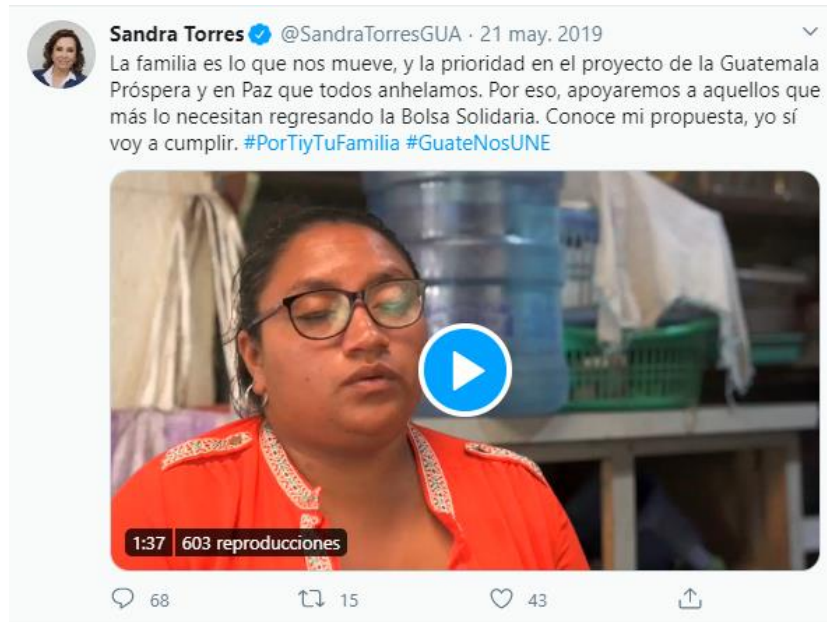 Sandra Torres @SandraTorresGUA · 21 may. 2019
La familia es lo que nos mueve, y la prioridad en el proyecto de la Guatemala
Próspera y en Paz que todos anhelamos. Por eso, apoyaremos a aquellos que
más lo necesitan regresando la Bolsa Solidaria. Conoce mi propuesta, yo sí
voy a cumplir. #PorTiyTuFamilia #GuateNosUNE
1:37 603 reproducciones
68 15 43